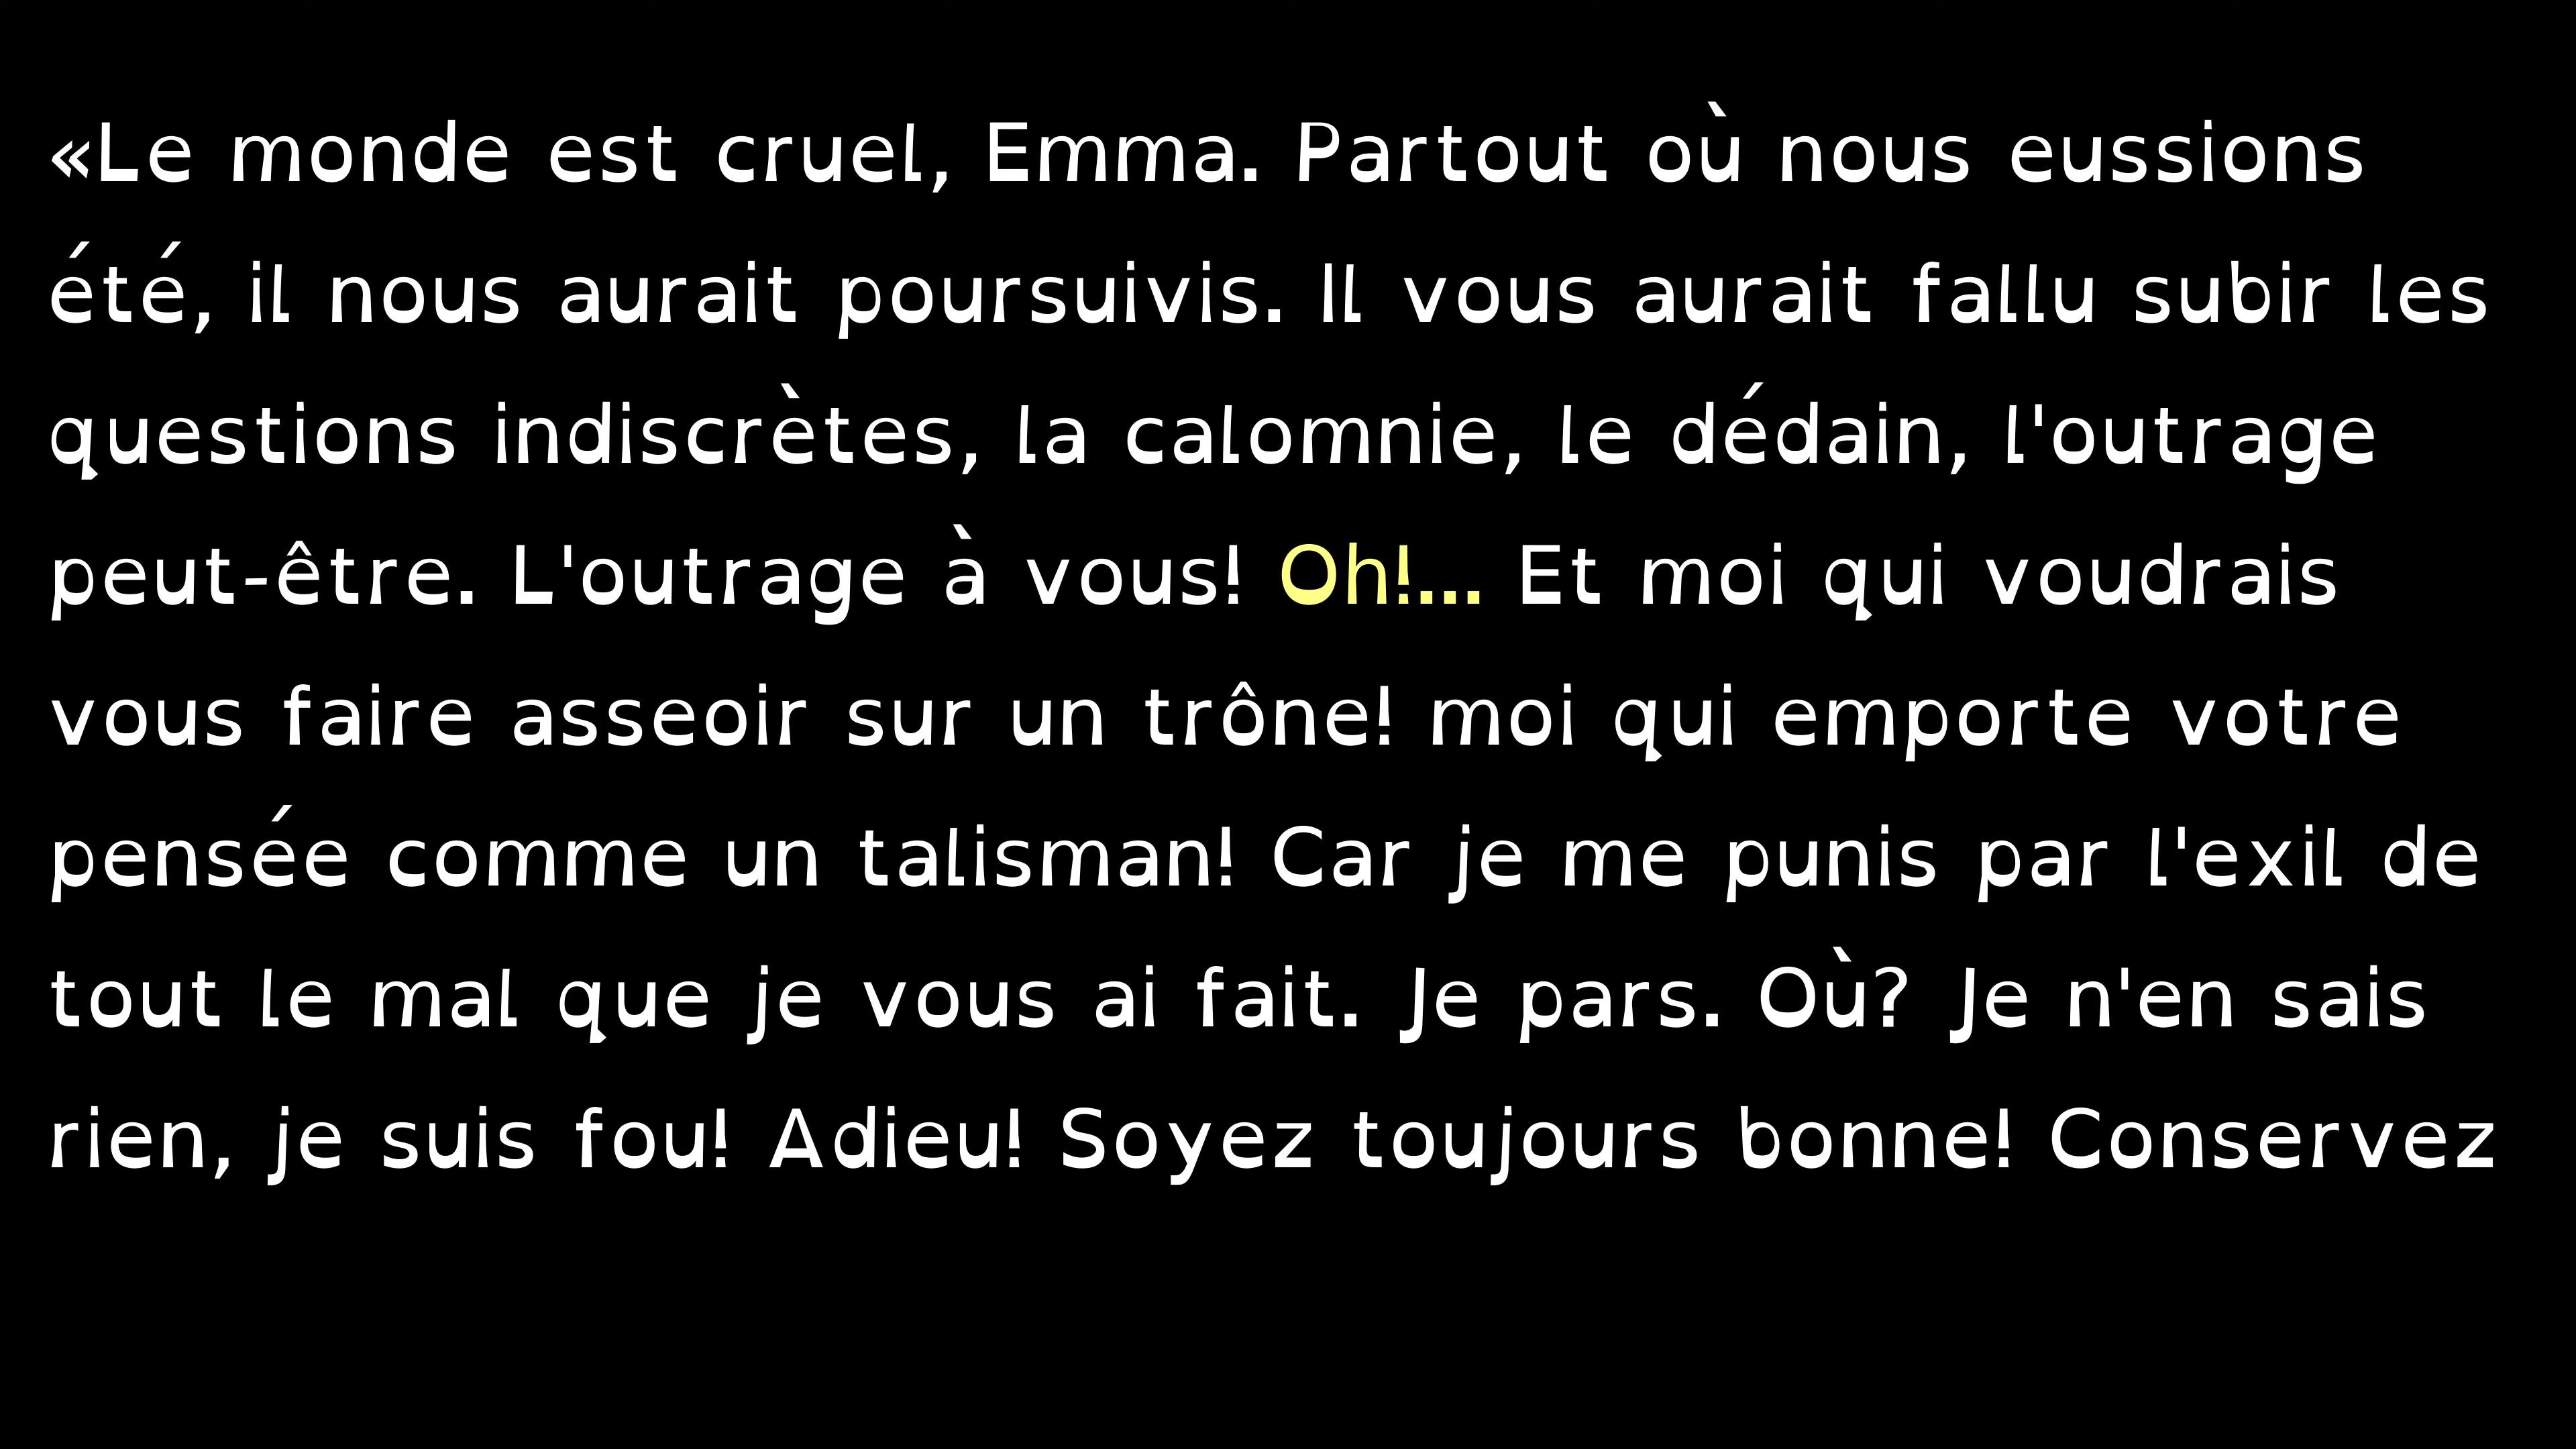 «Le monde est cruel, Emma. Partout où nous eussions
été, il nous aurait poursuivis. Il vous aurait fallu subir les
questions indiscrètes, la calomnie, le dédain, l'outrage
peut-être. L'outrage à vous! Oh!... Et moi qui voudrais
vous faire asseoir sur un trône! moi qui emporte votre
pensée comme un talisman! Car je me punis par l'exil de
tout le mal que je vous ai fait. Je pars. Où? Je n'en sais
rien, je suis fou! Adieu! Soyez toujours bonne! Conservez